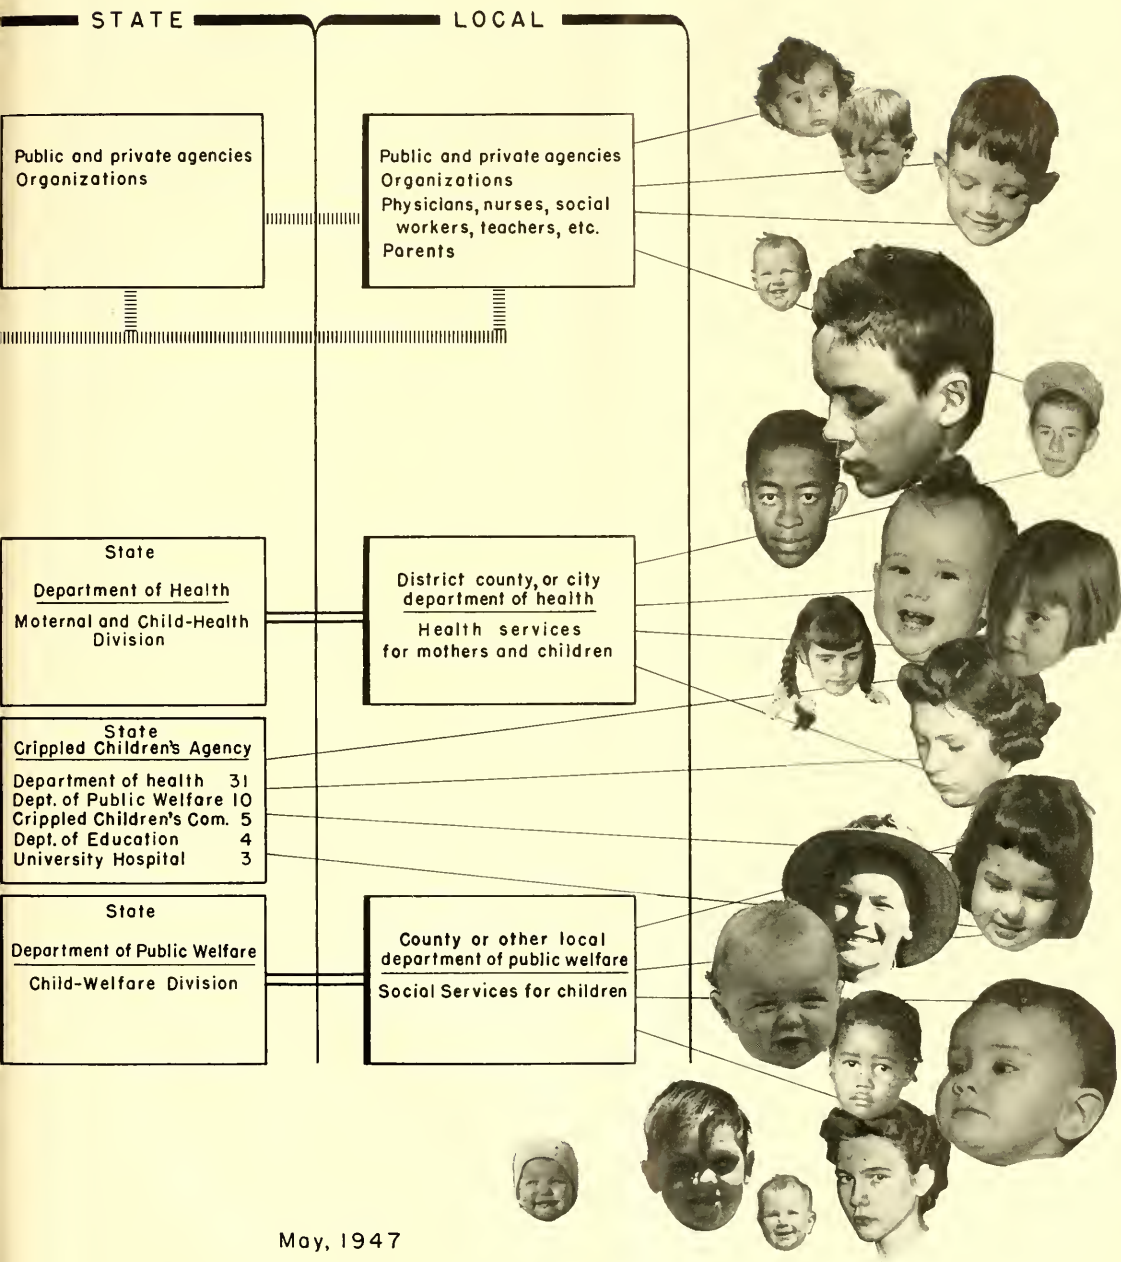 STATE
LOCAL
Public and private agencies
Organizations
Public and private agencies
Organizations
Physicians, nurses, social
workers, teachers, etc.
Parents
State
Department of Health
Maternal and Child-Health
Division
District county, or city
department of health
Health services
for mothers and children
State
Crippled Children's Agency
Department of health 31
Dept. of Public Welfare 10
Crippled Children's Com. 5
Dept. of Education 4
University Hospital 3
State
Department of Public Welfare
Child-Welfare Division
County or other local
department of public welfare
Social Services for children
May, 1947